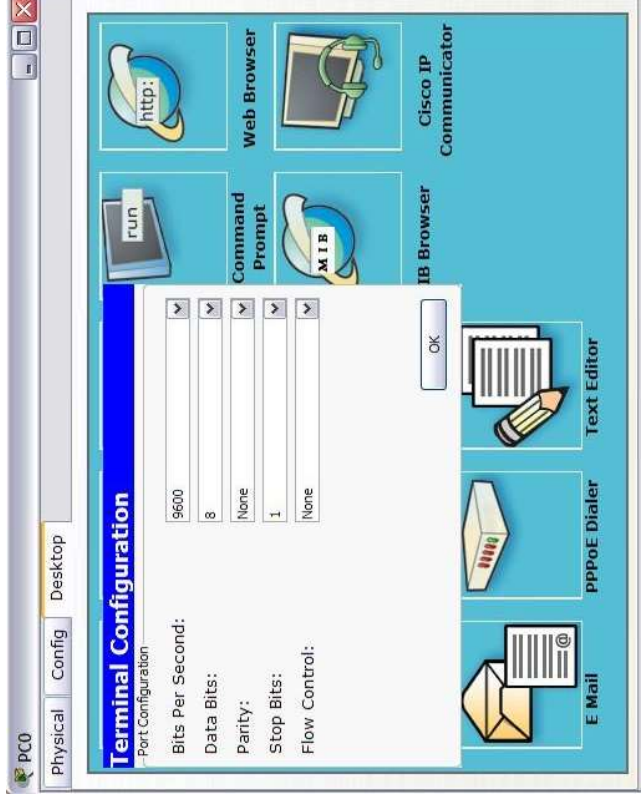 PC0
Physical Config Desktop
http:
run
Web Browser
Command
Prompt
MIB
IB Browser
Cisco IP
Communicator
Terminal Configuration
Port Configuration
Bits Per Second: 9600
Data Bits: 8
Parity: None
Stop Bits: 1
Flow Control: None
OK
E Mail
PPPoE Dialer
Text Editor
@